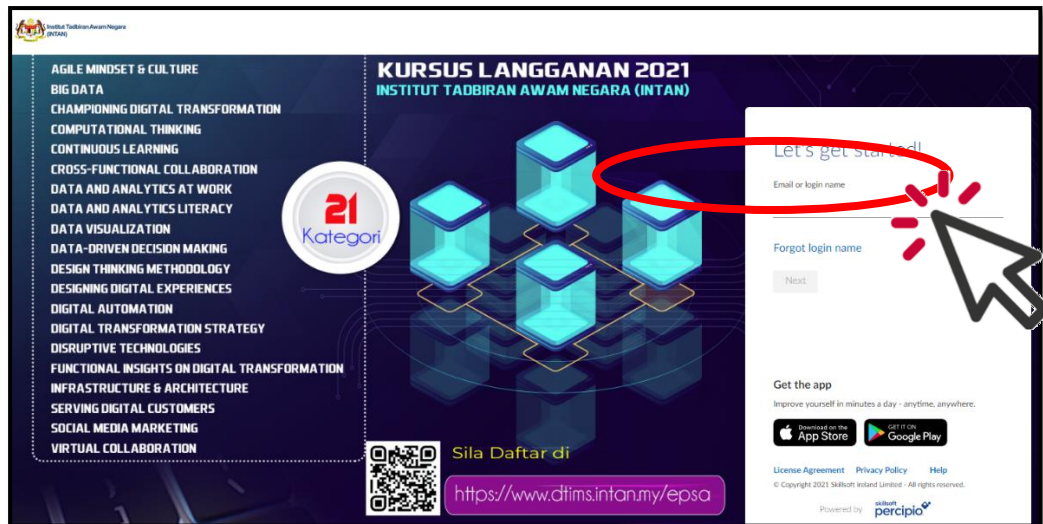 Institut Tadbiran Awam Negara
(INTAN)
AGILE MINDSET & CULTURE
BIG DATA
CHAMPIONING DIGITAL TRANSFORMATION
COMPUTATIONAL THINKING
CONTINUOUS LEARNING
CROSS-FUNCTIONAL COLLABORATION
DATA AND ANALYTICS AT WORK
DATA AND ANALYTICS LITERACY
DATA VISUALIZATION
DATA-DRIVEN DECISION MAKING
DESIGN THINKING METHODOLOGY
DESIGNING DIGITAL EXPERIENCES
DIGITAL AUTOMATION
DIGITAL TRANSFORMATION STRATEGY
DISRUPTIVE TECHNOLOGIES
FUNCTIONAL INSIGHTS ON DIGITAL TRANSFORMATION
INFRASTRUCTURE & ARCHITECTURE
SERVING DIGITAL CUSTOMERS
SOCIAL MEDIA MARKETING
VIRTUAL COLLABORATION
21
Kategori
KURSUS LANGGANAN 2021
INSTITUT TADBIRAN AWAM NEGARA (INTAN)
Sila Daftar di
https://www.dtims.intan.my/epsa
Let's get started!
Email or login name
Forgot login name
Next
Get the app
Improve yourself in minutes a day - anytime, anywhere.
Download on the
App Store
GET IT ON
Google Play
License Agreement Privacy Policy Help
© Copyright 2021 Skillsoft Ireland Limited - All rights reserved.
Powered by skillsoft percipio